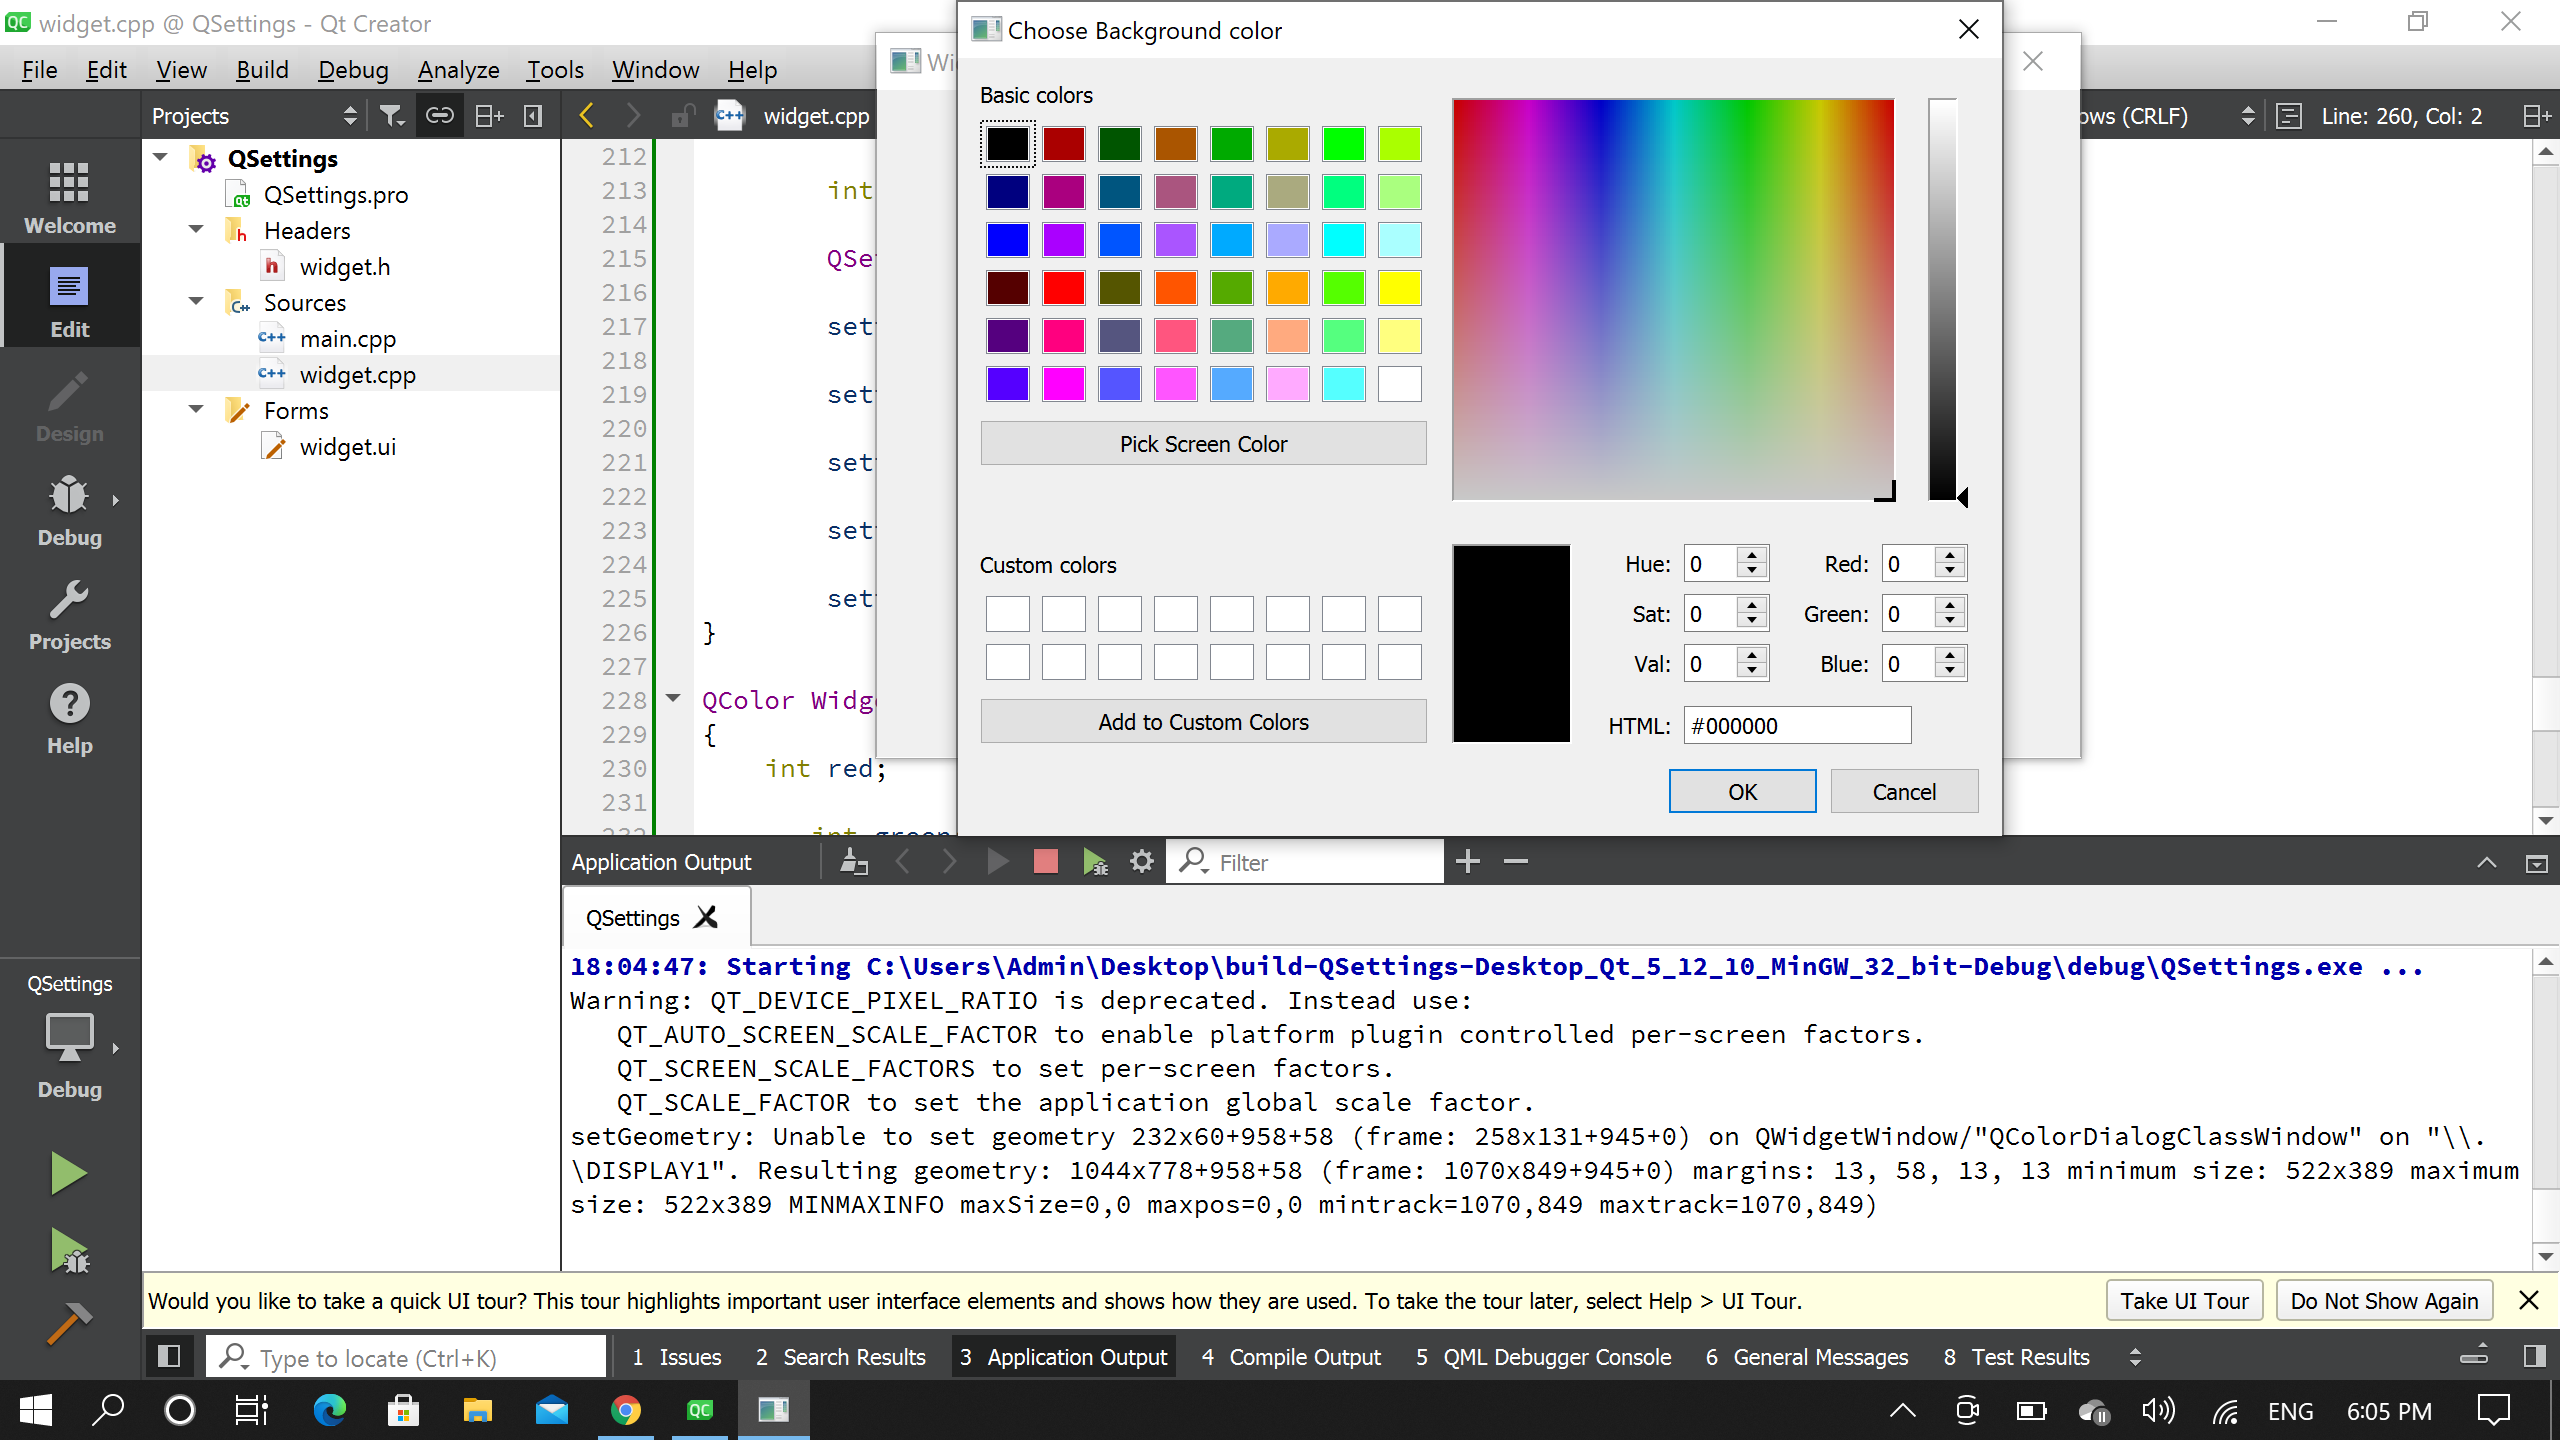 widget.cpp @ QSettings - Qt Creator
File Edit View Build Debug Analyze Tools Window Help
Projects
widget.cpp
ows (CRLF)
Line: 260, Col: 2
Welcome
Edit
Design
Debug
Projects
Help
QSettings
Debug
QSettings
QSettings.pro
Headers
widget.h
Sources
main.cpp
widget.cpp
Forms
widget.ui
212
213 int
214
215 QSe
216
217 set
218
219 set
220
221 set
222
223 set
224
225 set
226 }
227
228 QColor Widg
229 {
230 int red;
231
232 int green
Wi
Choose Background color
Basic colors
Pick Screen Color
Custom colors
Add to Custom Colors
Hue: 0 Red: 0
Sat: 0 Green: 0
Val: 0 Blue: 0
HTML: #000000
OK Cancel
Application Output
Filter
QSettings
18:04:47: Starting C:\Users\Admin\Desktop\build-QSettings-Desktop_Qt_5_12_10_MinGW_32_bit-Debug\debug\QSettings.exe ...
Warning: QT_DEVICE_PIXEL_RATIO is deprecated. Instead use:
QT_AUTO_SCREEN_SCALE_FACTOR to enable platform plugin controlled per-screen factors.
QT_SCREEN_SCALE_FACTORS to set per-screen factors.
QT_SCALE_FACTOR to set the application global scale factor.
setGeometry: Unable to set geometry 232x60+958+58 (frame: 258x131+945+0) on QWidgetWindow/"QColorDialogClassWindow" on "\\.
\DISPLAY1". Resulting geometry: 1044x778+958+58 (frame: 1070x849+945+0) margins: 13, 58, 13, 13 minimum size: 522x389 maximum
size: 522x389 MINMAXINFO maxSize=0,0 maxpos=0,0 mintrack=1070,849 maxtrack=1070,849)
Would you like to take a quick UI tour? This tour highlights important user interface elements and shows how they are used. To take the tour later, select Help > UI Tour.
Take UI Tour
Do Not Show Again
Type to locate (Ctrl+K)
1 Issues 2 Search Results 3 Application Output 4 Compile Output 5 QML Debugger Console 6 General Messages 8 Test Results
ENG 6:05 PM